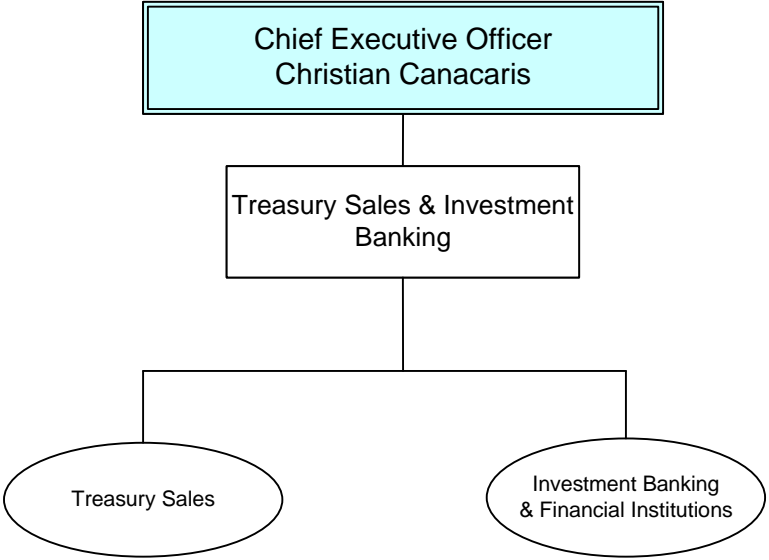 Chief Executive Officer
Christian Canacaris
Treasury Sales & Investment
Banking
Treasury Sales
Investment Banking
& Financial Institutions